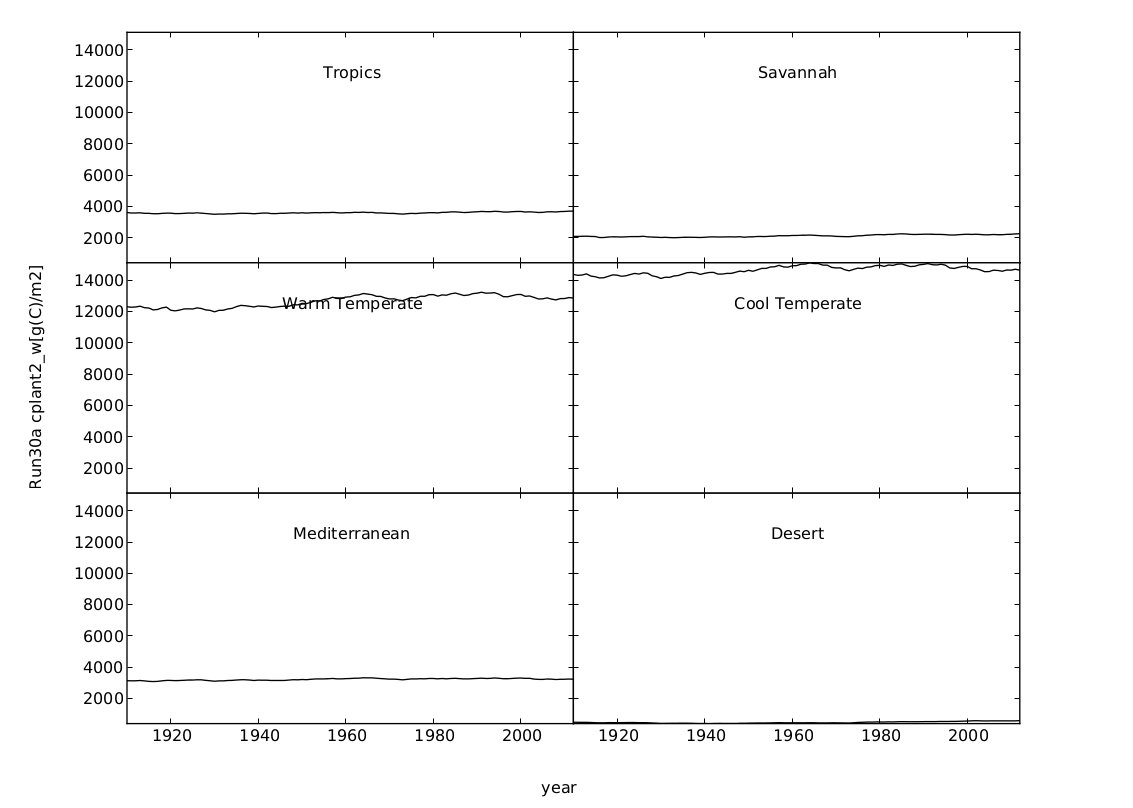 14000
12000
10000
8000
6000
4000
2000
Tropics
Savannah
14000
12000
10000
8000
6000
4000
2000
Warm Temperate
Cool Temperate
14000
12000
10000
8000
6000
4000
2000
Mediterranean
Desert
Run30a cplant2_w[g(C)/m2]
1920 1940 1960 1980 2000 1920 1940 1960 1980 2000
year